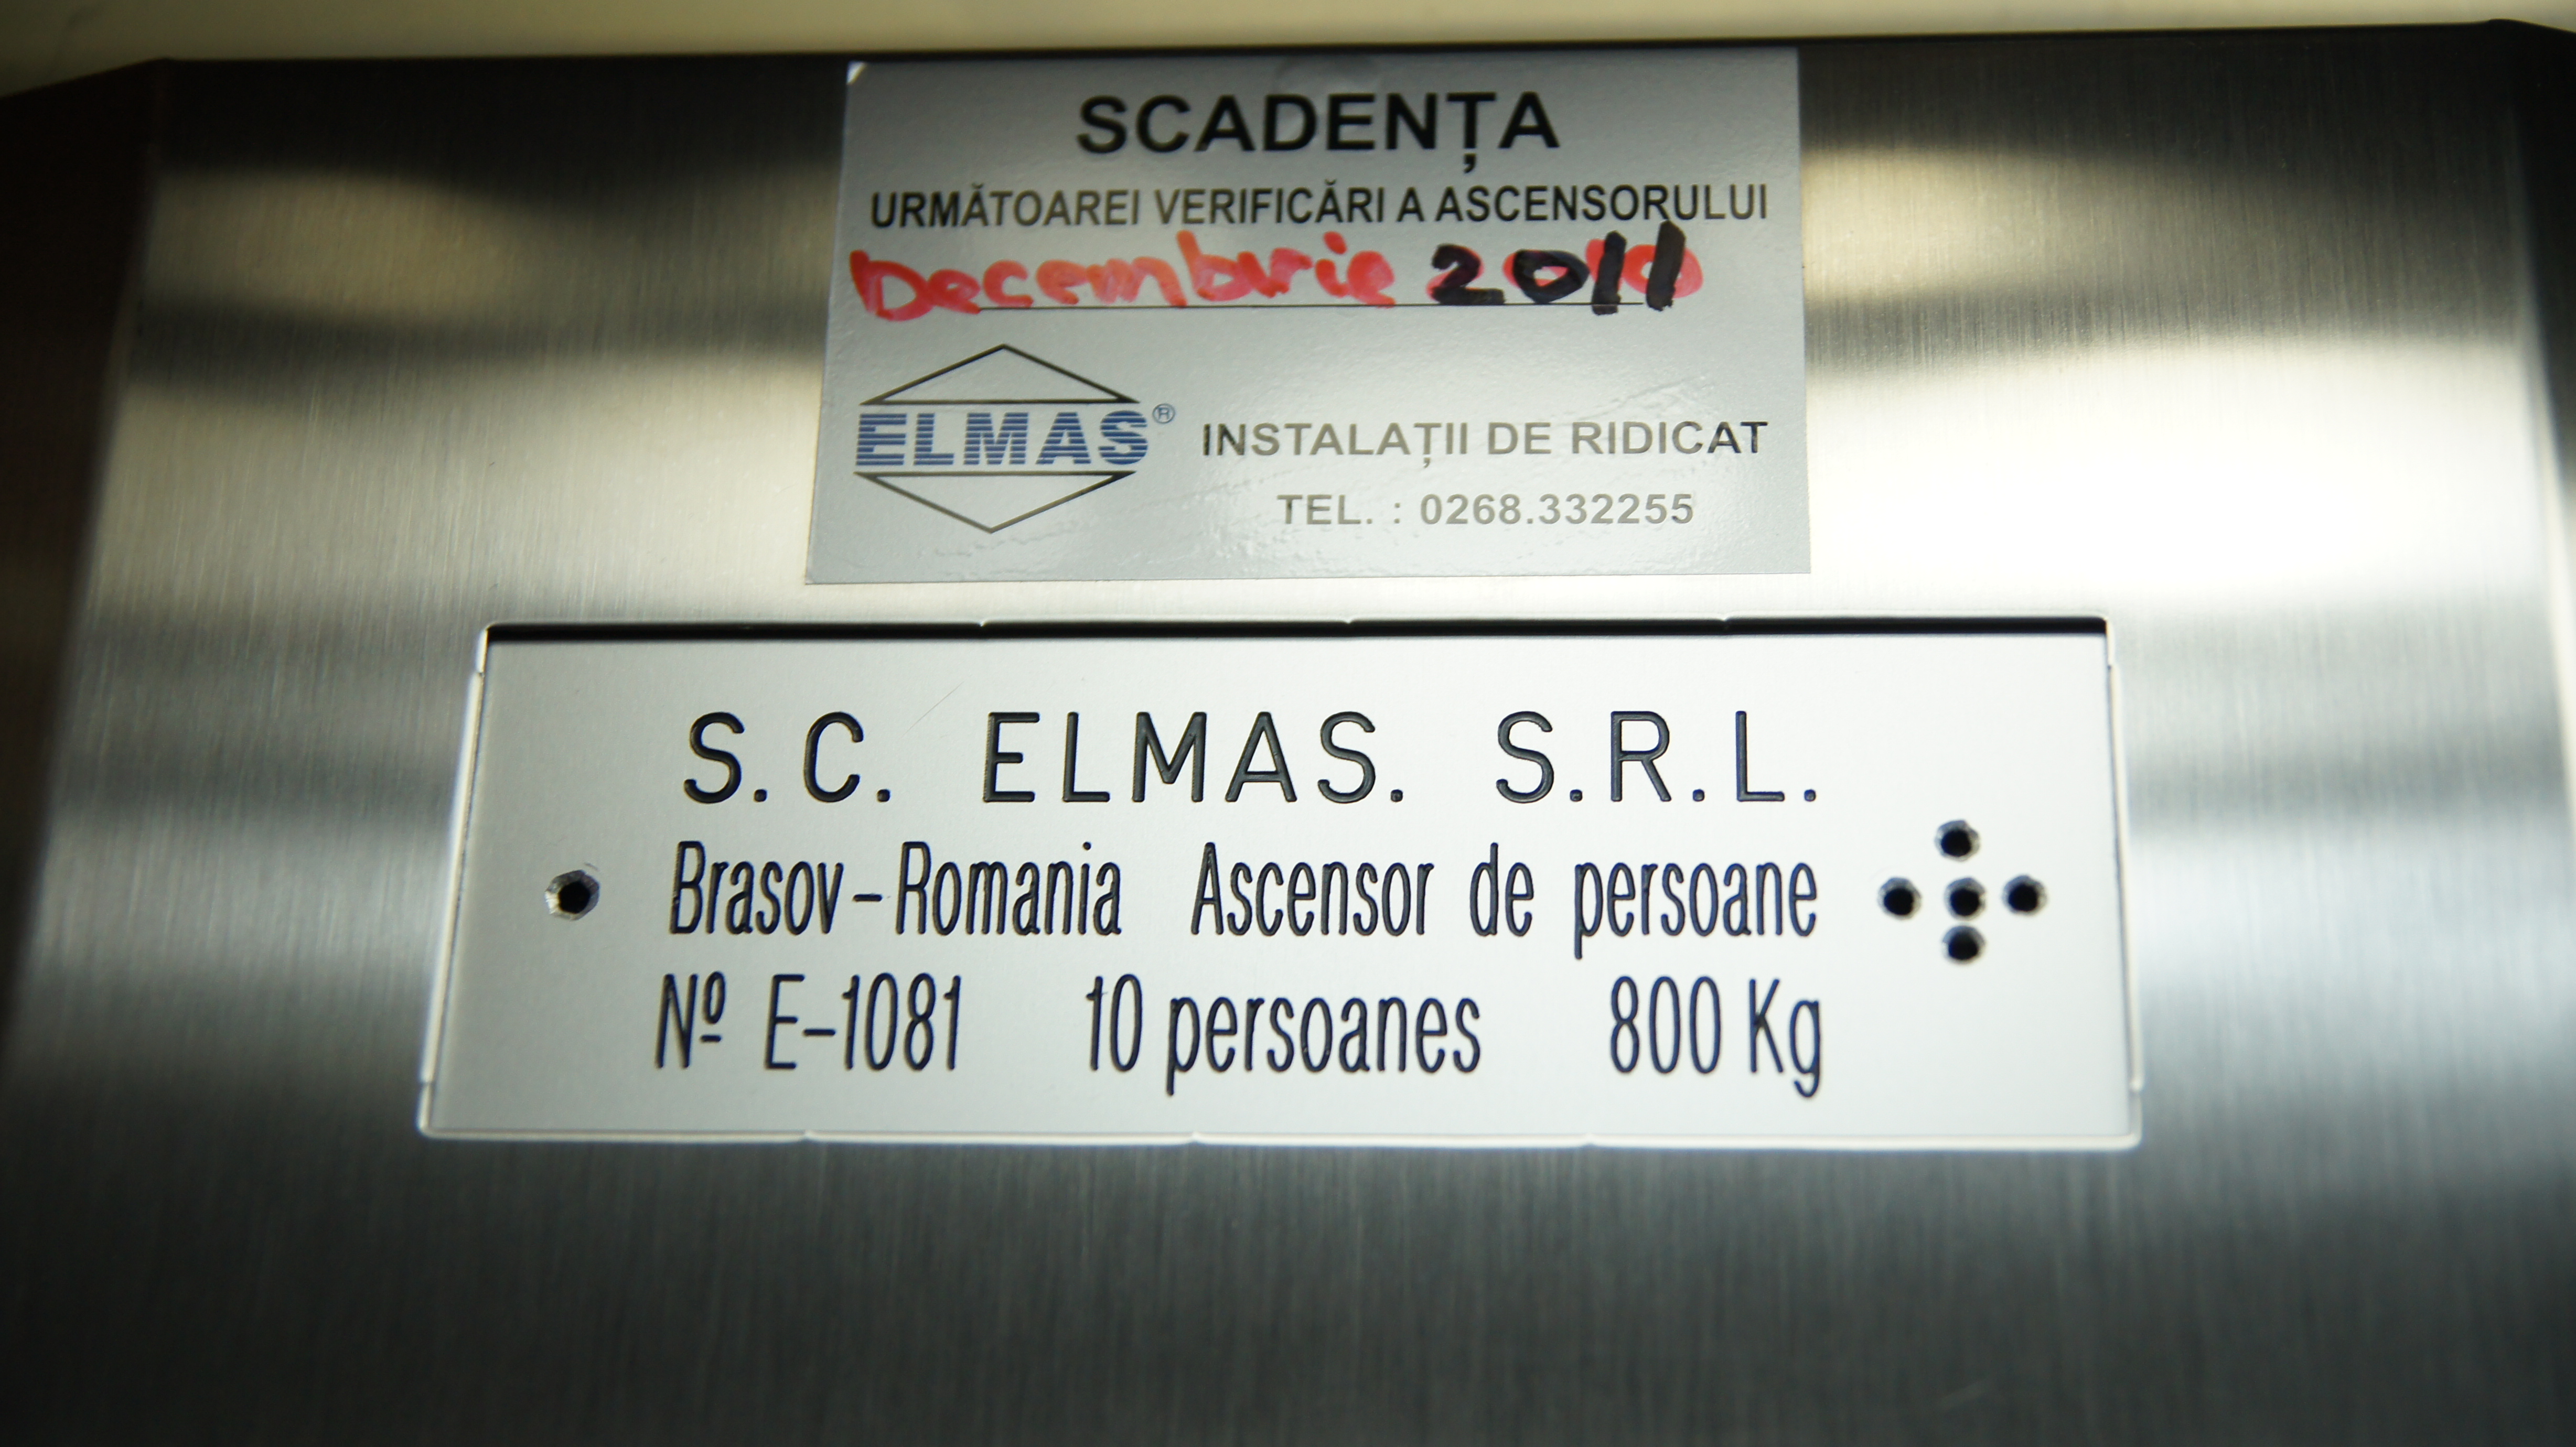 SCADENȚA
URMĂTOAREI VERIFICĂRI A ASCENSORULUI
Decembrie 2011
ELMAS® INSTALAȚII DE RIDICAT
TEL. : 0268.332255
S.C. ELMAS. S.R.L.
Brasov-Romania Ascensor de persoane
Nº E-1081 10 persoanes 800 Kg